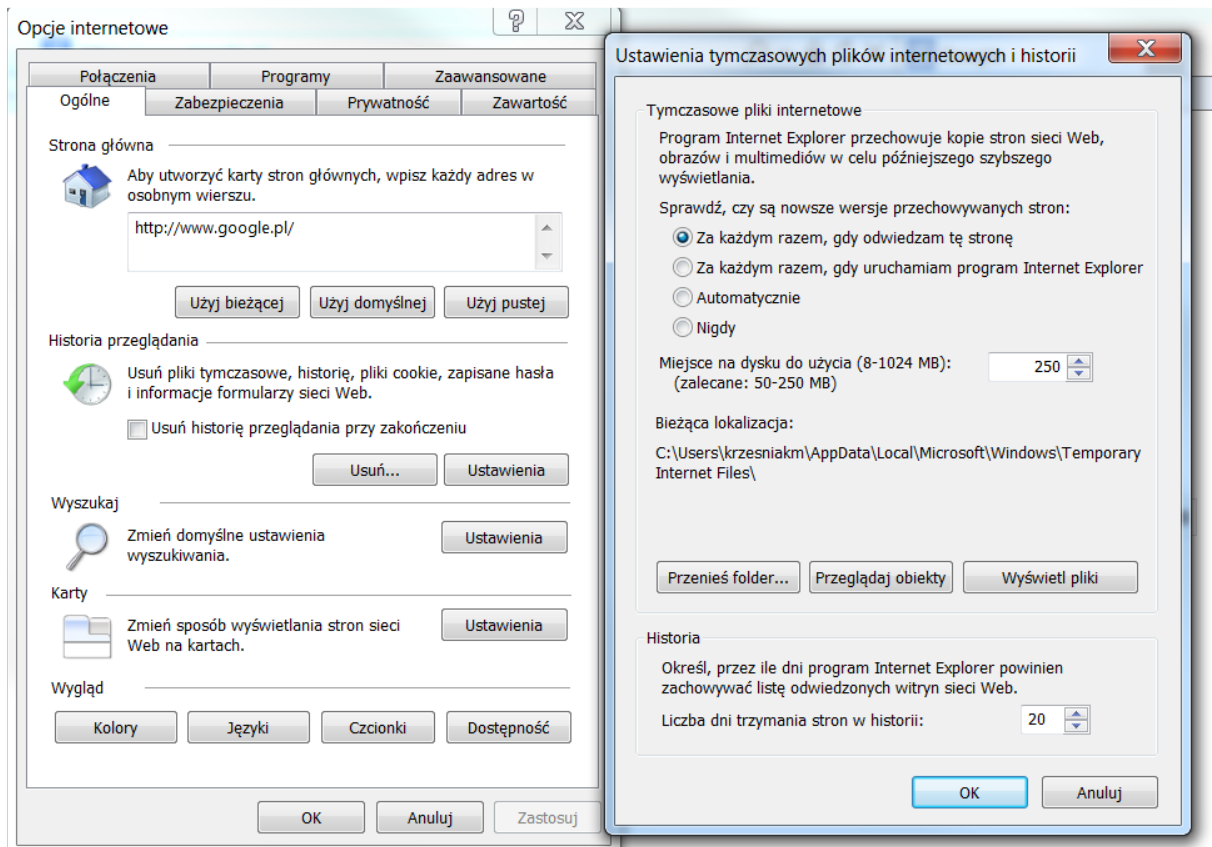 Opcje internetowe
Połączenia
Programy
Zaawansowane
Ogólne
Zabezpieczenia
Prywatność
Zawartość
Strona główna
Aby utworzyć karty stron głównych, wpisz każdy adres w
osobnym wierszu.
http://www.google.pl/
Użyj bieżącej
Użyj domyślnej
Użyj pustej
Historia przeglądania
Usuń pliki tymczasowe, historię, pliki cookie, zapisane hasła
i informacje formularzy sieci Web.
Usuń historię przeglądania przy zakończeniu
Usuń...
Ustawienia
Wyszukaj
Zmień domyślne ustawienia
wyszukiwania.
Ustawienia
Karty
Zmień sposób wyświetlania stron sieci
Web na kartach.
Ustawienia
Wygląd
Kolory
Języki
Czcionki
Dostępność
OK
Anuluj
Zastosuj
Ustawienia tymczasowych plików internetowych i historii
Tymczasowe pliki internetowe
Program Internet Explorer przechowuje kopie stron sieci Web,
obrazów i multimediów w celu późniejszego szybszego
wyświetlania.
Sprawdź, czy są nowsze wersje przechowywanych stron:
Za każdym razem, gdy odwiedzam tę stronę
Za każdym razem, gdy uruchamiam program Internet Explorer
Automatycznie
Nigdy
Miejsce na dysku do użycia (8-1024 MB):
250
(zalecane: 50-250 MB)
Bieżąca lokalizacja:
C:\Users\krzesniakm\AppData\Local\Microsoft\Windows\Temporary
Internet Files\
Przenieś folder...
Przeglądaj obiekty
Wyświetl pliki
Historia
Określ, przez ile dni program Internet Explorer powinien
zachowywać listę odwiedzonych witryn sieci Web.
Liczba dni trzymania stron w historii:
20
OK
Anuluj